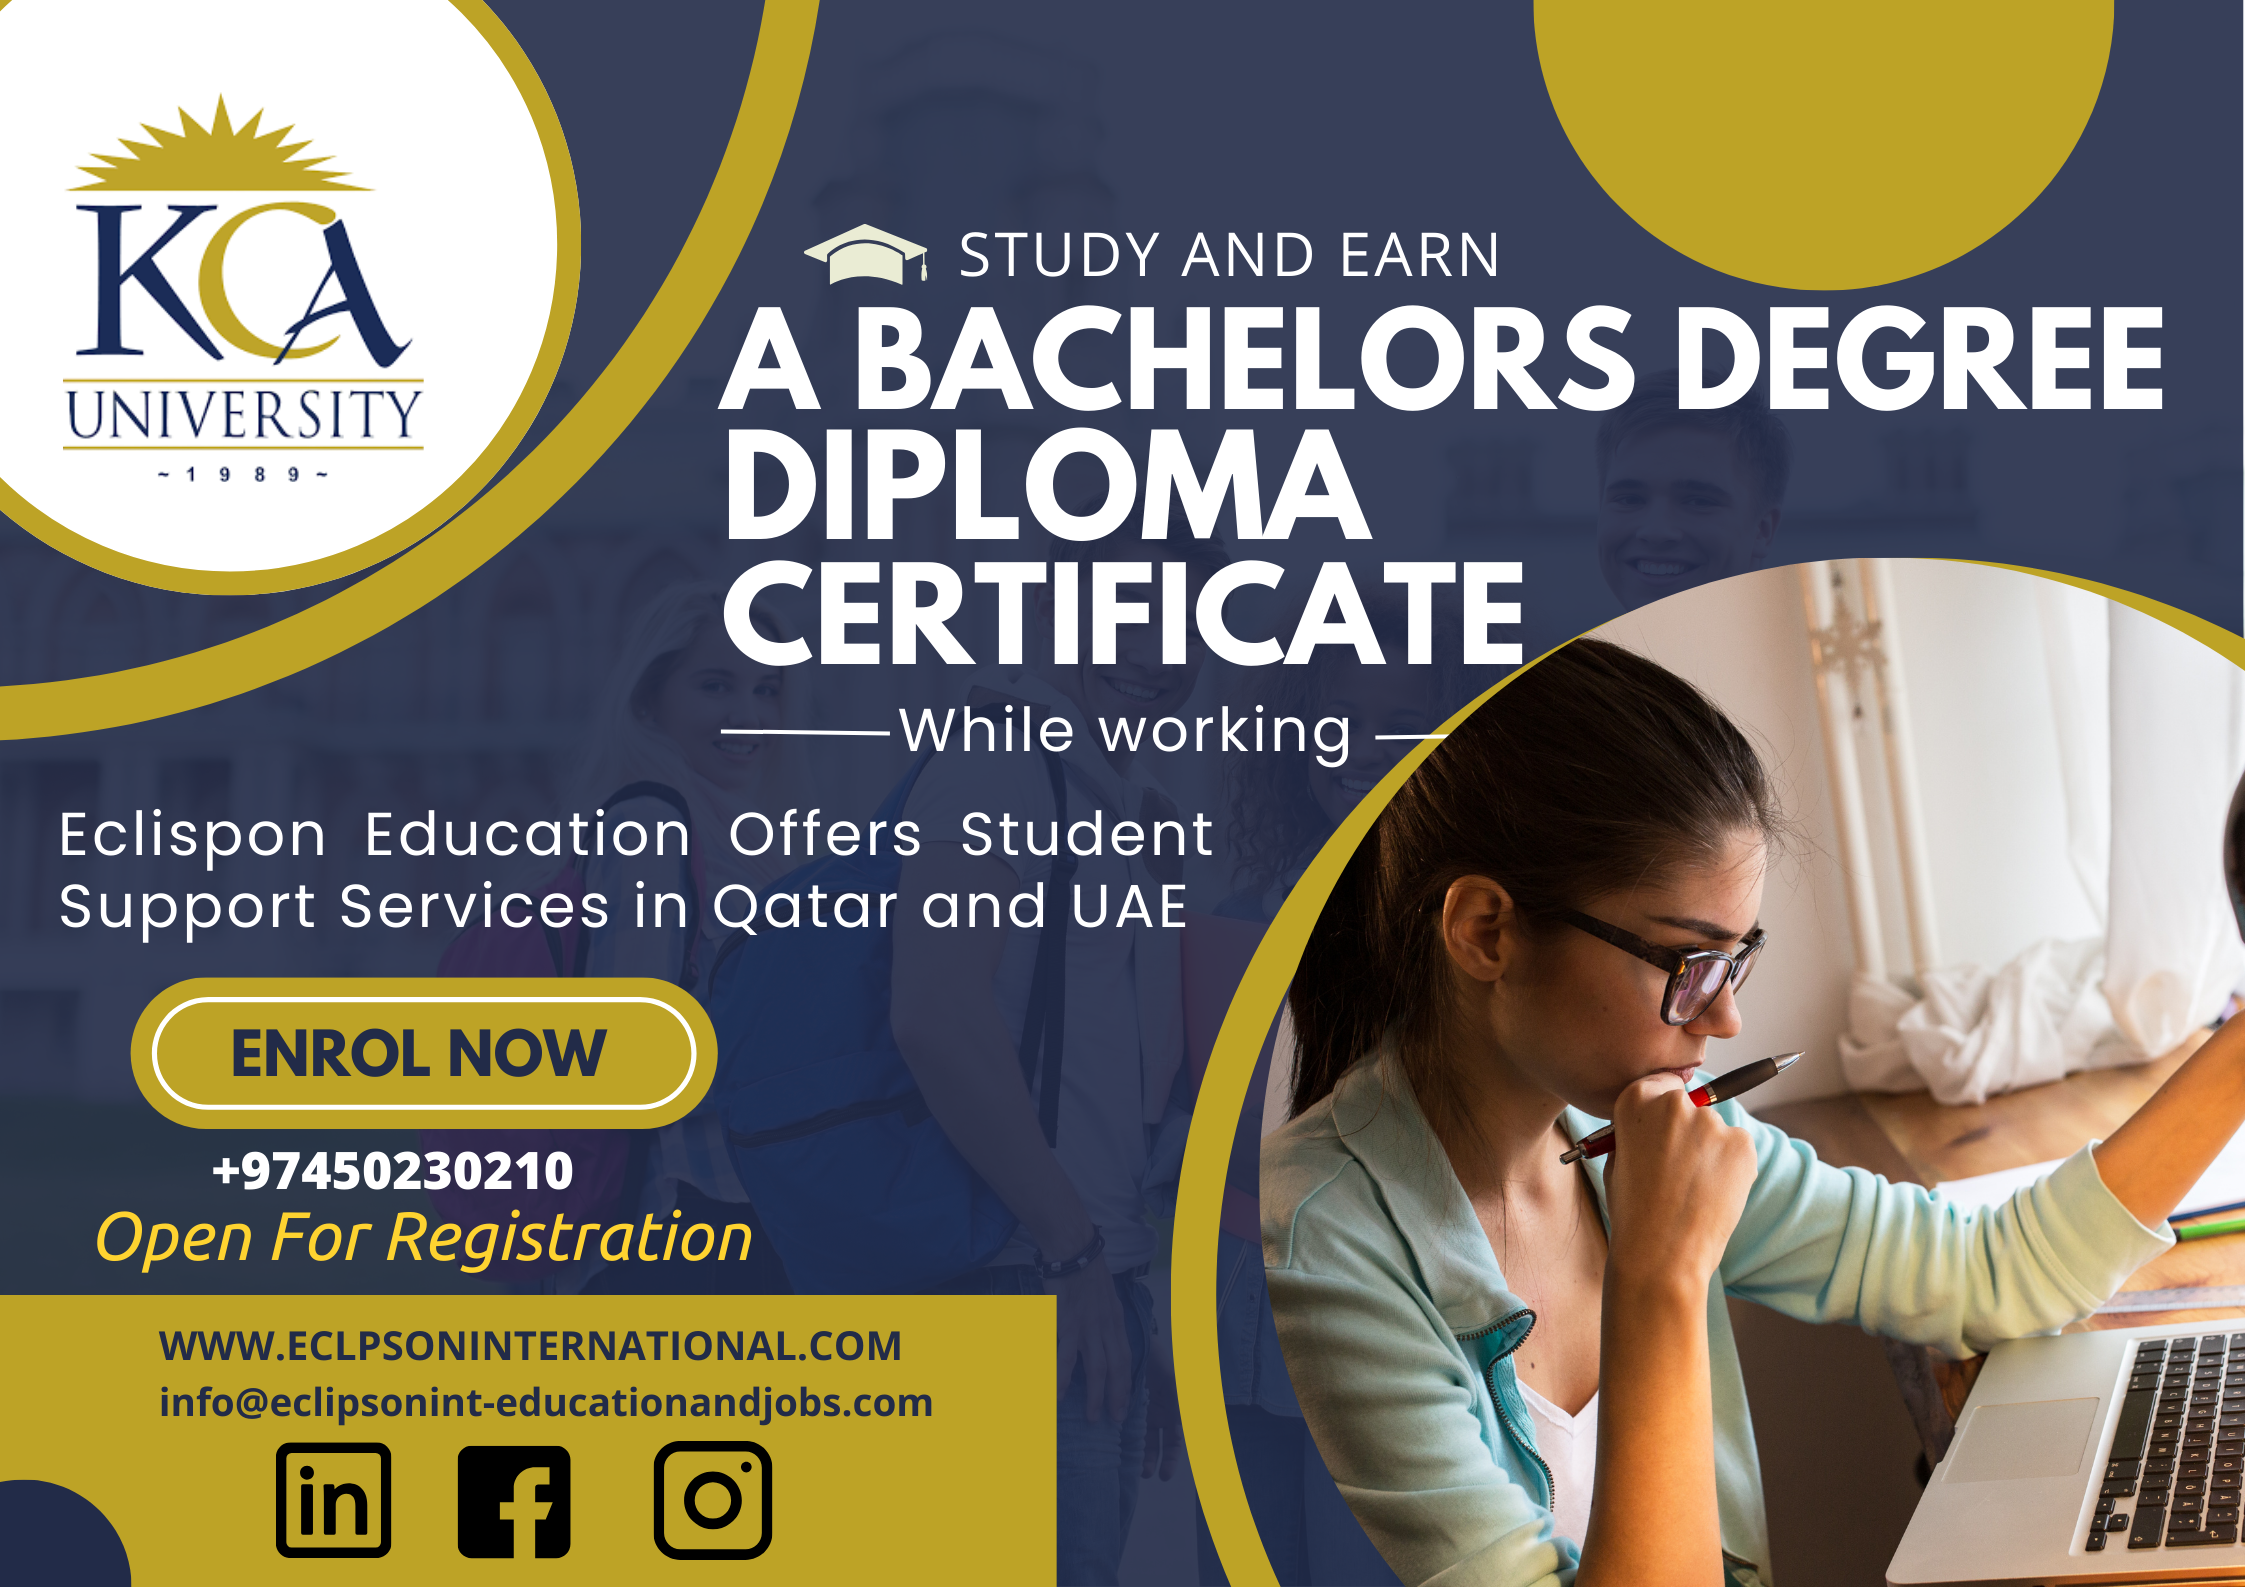 KCA
UNIVERSITY
~ 1 9 8 9 ~
STUDY AND EARN
A BACHELORS DEGREE
DIPLOMA
CERTIFICATE
While working
Eclispon Education Offers Student
Support Services in Qatar and UAE
ENROL NOW
+97450230210
Open For Registration
WWW.ECLPSONINTERNATIONAL.COM
info@eclipsonint-educationandjobs.com
in
f